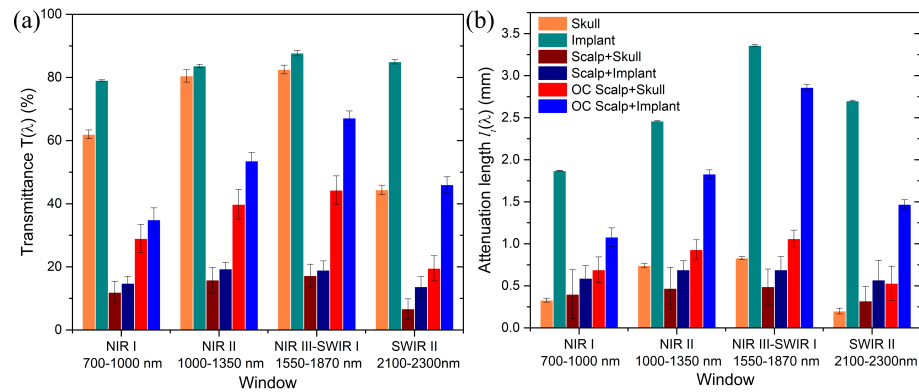 (a)
Transmittance T(λ) (%)
100
80
60
40
20
0
NIR I
700-1000 nm
NIR II
1000-1350 nm
NIR III-SWIR I
1550-1870 nm
SWIR II
2100-2300nm
Window
(b)
Attenuation length lt(λ) (mm)
3.5
3.0
2.5
2.0
1.5
1.0
0.5
0.0
Skull
Implant
Scalp+Skull
Scalp+Implant
OC Scalp+Skull
OC Scalp+Implant
NIR I
700-1000 nm
NIR II
1000-1350 nm
NIR III-SWIR I
1550-1870 nm
SWIR II
2100-2300nm
Window